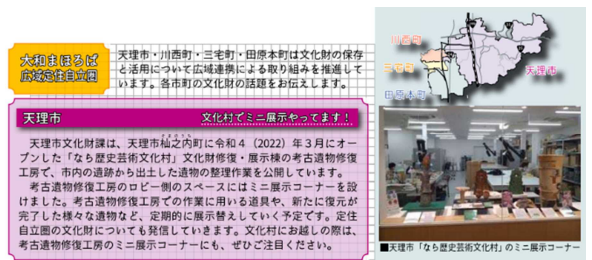 大和まほろば
広域定住自立圏
天理市・川西町・三宅町・田原本町は文化財の保存
と活用について広域連携による取り組みを推進して
います。各市町の文化財の話題をお伝えします。
川西町
三宅町
田原本町
天理市
天理市
文化村でミニ展示やってます！
天理市文化財課は、天理市杣之内町に令和４（2022）年３月にオー
プンした「なら歴史芸術文化村」文化財修復・展示棟の考古遺物修復
工房で、市内の遺跡から出土した遺物の整理作業を公開しています。
考古遺物修復工房のロビー側のスペースにはミニ展示コーナーを設
けました。考古遺物修復工房での作業に用いる道具や、新たに復元が
完了した様々な遺物など、定期的に展示替えしていく予定です。定住
自立圏の文化財についても発信していきます。文化村にお越しの際は、
考古遺物修復工房のミニ展示コーナーにも、ぜひご注目ください。
■天理市「なら歴史芸術文化村」のミニ展示コーナー